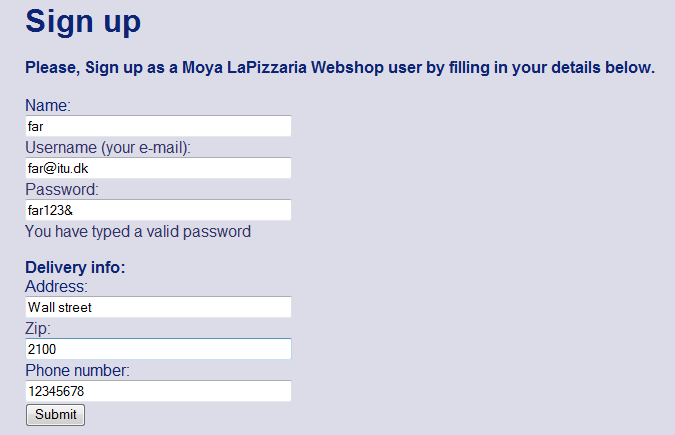 Sign up
Please, Sign up as a Moya LaPizzaria Webshop user by filling in your details below.
Name:
far
Username (your e-mail):
far@itu.dk
Password:
far123&
You have typed a valid password
Delivery info:
Address:
Wall street
Zip:
2100
Phone number:
12345678
Submit